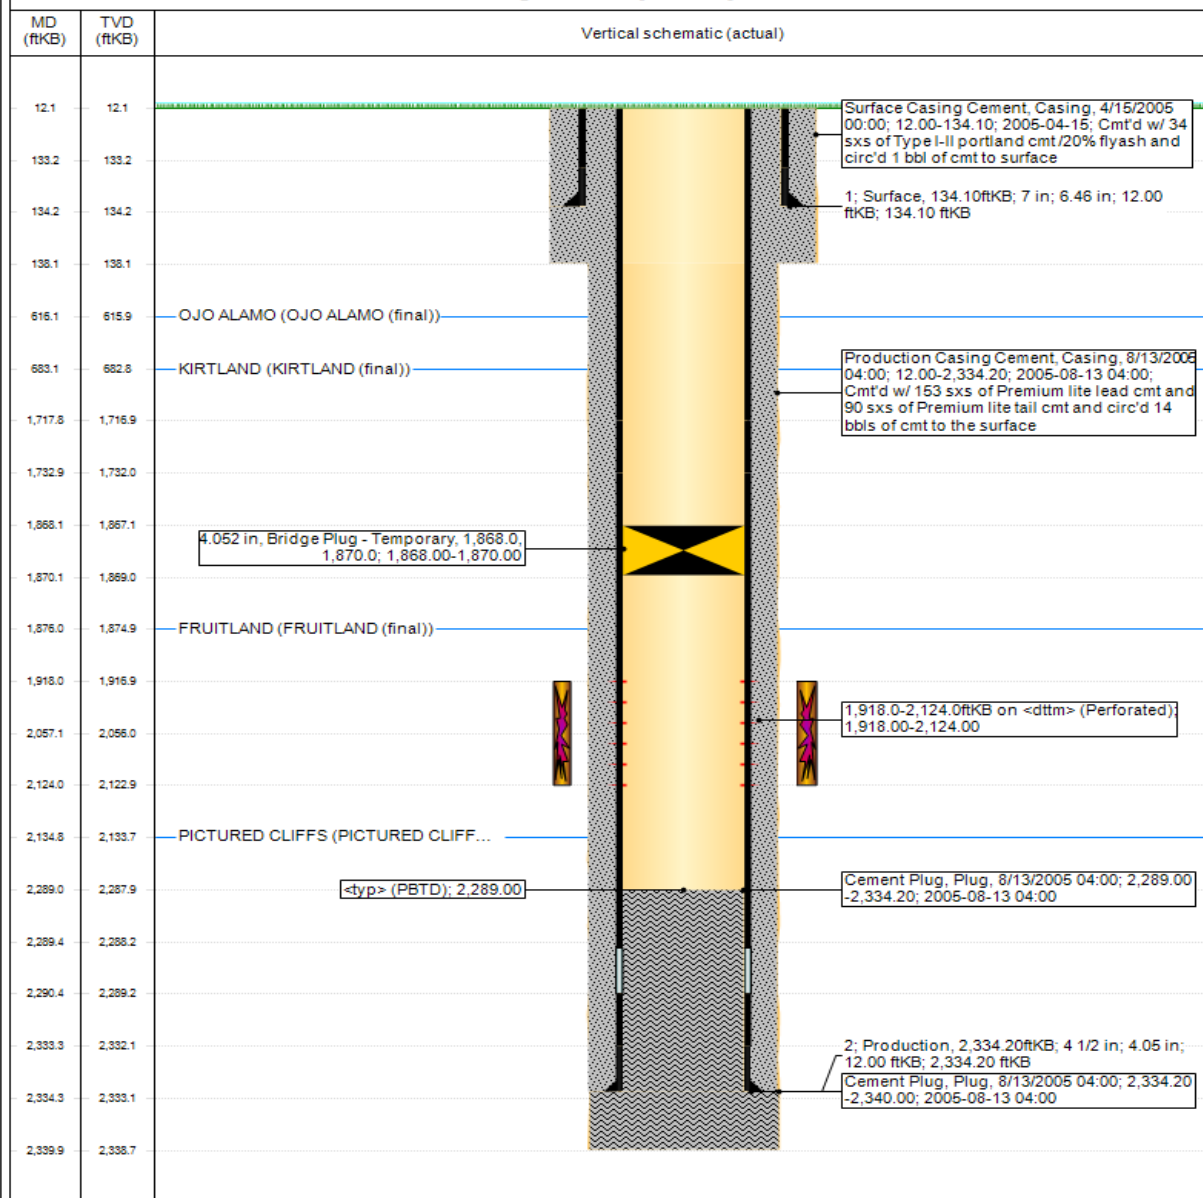 MD
(ftKB)
TVD
(ftKB)
Vertical schematic (actual)
12.1 12.1
Surface Casing Cement, Casing, 4/15/2005
00:00; 12.00-134.10; 2005-04-15; Cmt'd w/ 34
sxs of Type I-II portland cmt /20% flyash and
circ'd 1 bbl of cmt to surface
133.2 133.2
1; Surface, 134.10ftKB; 7 in; 6.46 in; 12.00
ftKB; 134.10 ftKB
134.2 134.2
138.1 138.1
616.1 615.9 OJO ALAMO (OJO ALAMO (final))
683.1 682.8 KIRTLAND (KIRTLAND (final))
Production Casing Cement, Casing, 8/13/2005
04:00; 12.00-2,334.20; 2005-08-13 04:00;
Cmt'd w/ 153 sxs of Premium lite lead cmt and
90 sxs of Premium lite tail cmt and circ'd 14
bbls of cmt to the surface
1,717.8 1,716.9
1,732.9 1,732.0
1,868.1 1,867.1
4.052 in, Bridge Plug - Temporary, 1,868.0,
1,870.0; 1,868.00-1,870.00
1,870.1 1,869.0
1,876.0 1,874.9 FRUITLAND (FRUITLAND (final))
1,918.0 1,916.9
1,918.0-2,124.0ftKB on <dttm> (Perforated);
1,918.00-2,124.00
2,057.1 2,056.0
2,124.0 2,122.9
2,134.8 2,133.7 PICTURED CLIFFS (PICTURED CLIFF...
2,289.0 2,287.9 <typ> (PBTD); 2,289.00
Cement Plug, Plug, 8/13/2005 04:00; 2,289.00
-2,334.20; 2005-08-13 04:00
2,289.4 2,288.2
2,290.4 2,289.2
2,333.3 2,332.1
2; Production, 2,334.20ftKB; 4 1/2 in; 4.05 in;
12.00 ftKB; 2,334.20 ftKB
Cement Plug, Plug, 8/13/2005 04:00; 2,334.20
-2,340.00; 2005-08-13 04:00
2,334.3 2,333.1
2,339.9 2,338.7